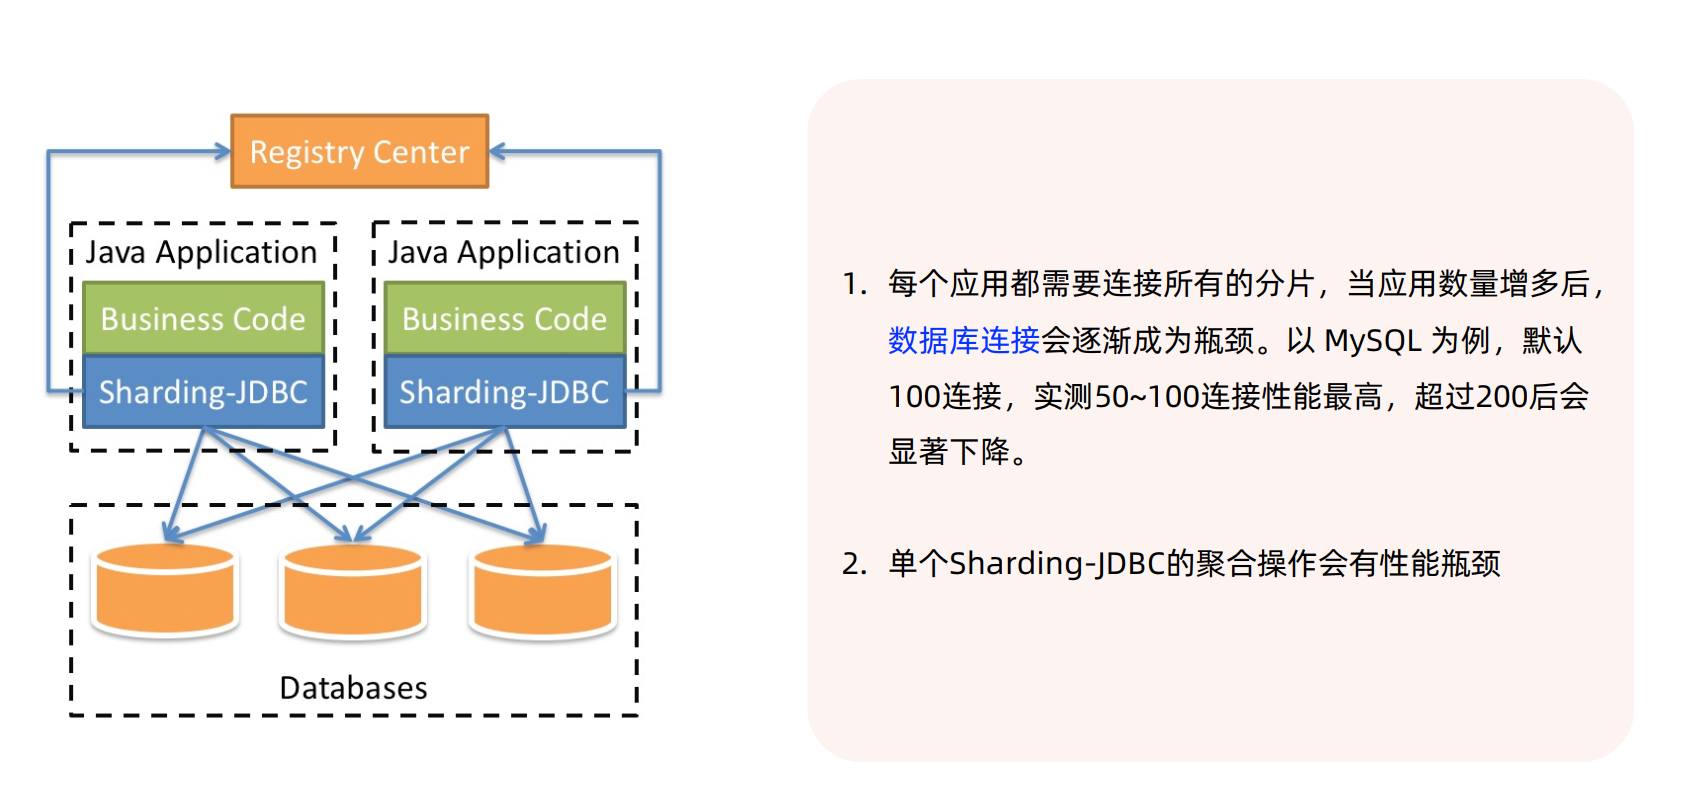 Registry Center
Java Application
Business Code
Sharding-JDBC
Java Application
Business Code
Sharding-JDBC
Databases
1. 每个应用都需要连接所有的分片，当应用数量增多后，
数据库连接会逐渐成为瓶颈。以 MySQL 为例，默认
100连接，实测50~100连接性能最高，超过200后会
显著下降。
2. 单个Sharding-JDBC的聚合操作会有性能瓶颈